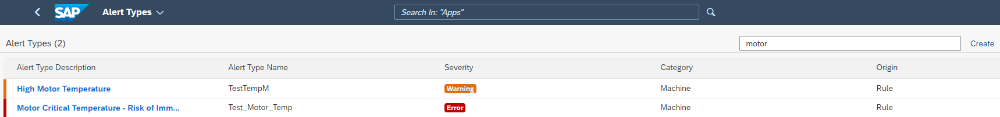 SAP Alert Types Search In: "Apps"
Alert Types (2) motor Create
Alert Type Description Alert Type Name Severity Category Origin
High Motor Temperature TestTempM Warning Machine Rule
Motor Critical Temperature - Risk of Imm... Test_Motor_Temp Error Machine Rule